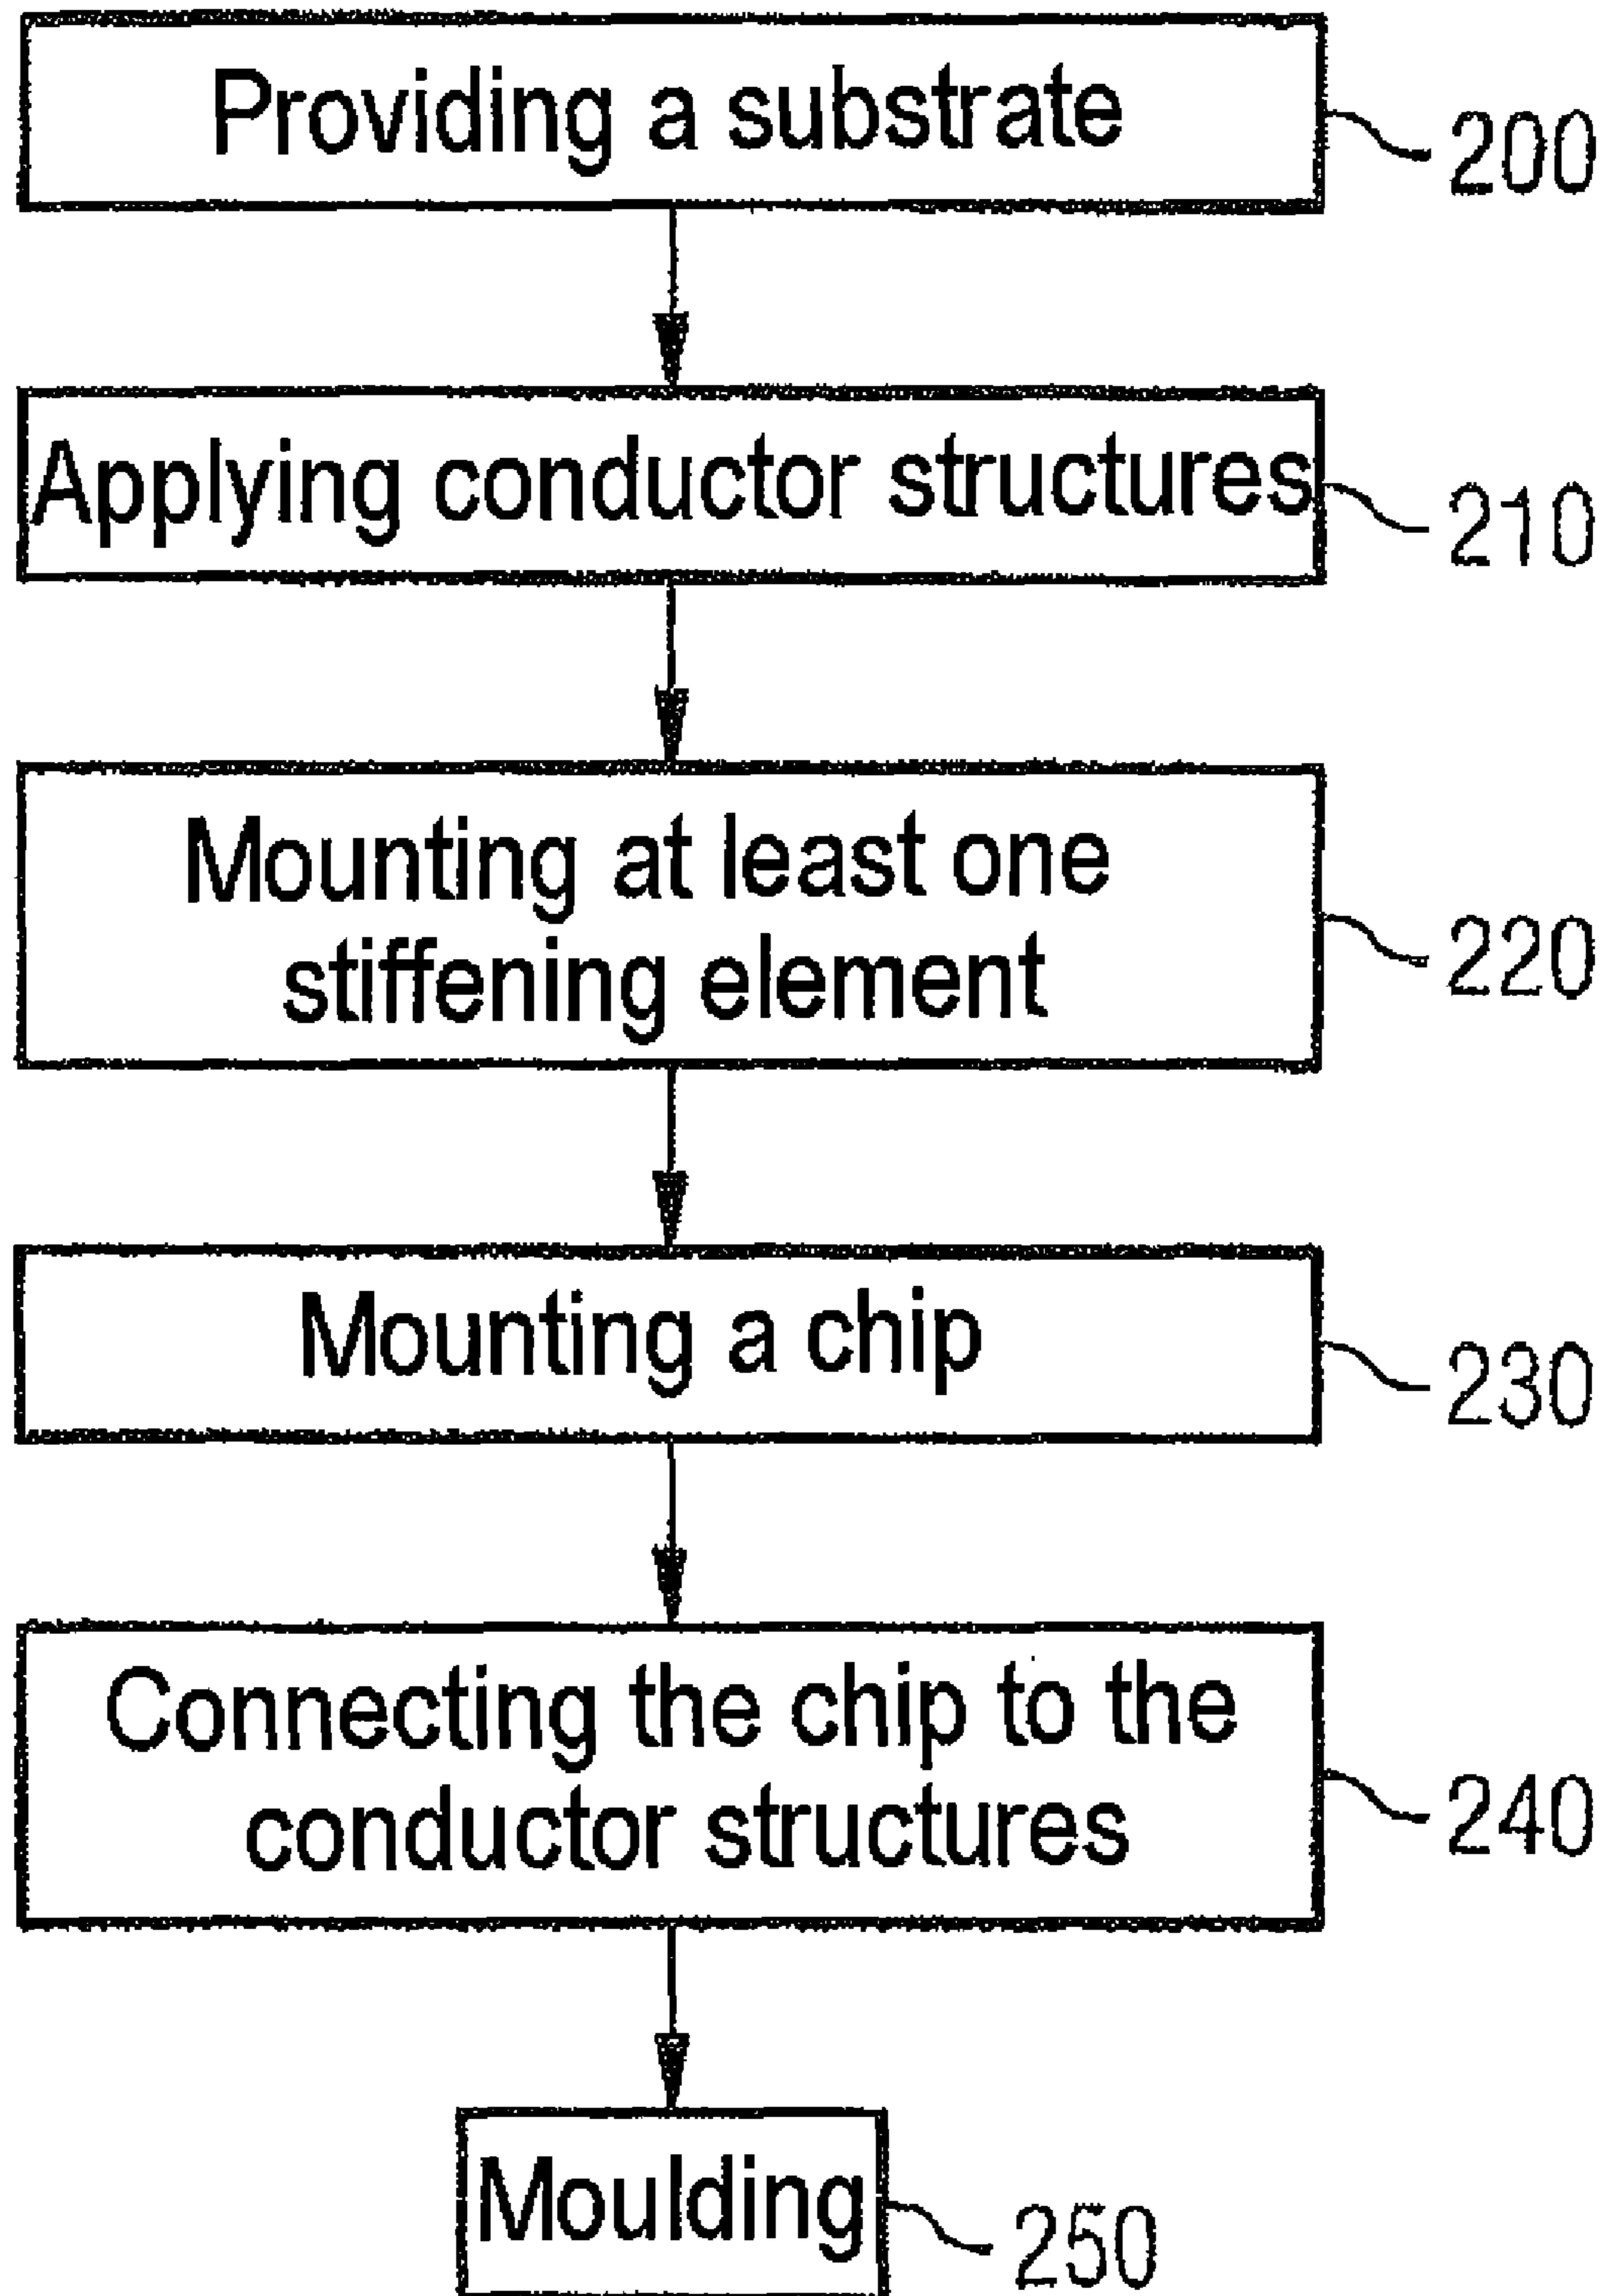 Providing a substrate
200
Applying conductor structures
210
Mounting at least one
stiffening element
220
Mounting a chip
230
Connecting the chip to the
conductor structures
240
Moulding
250